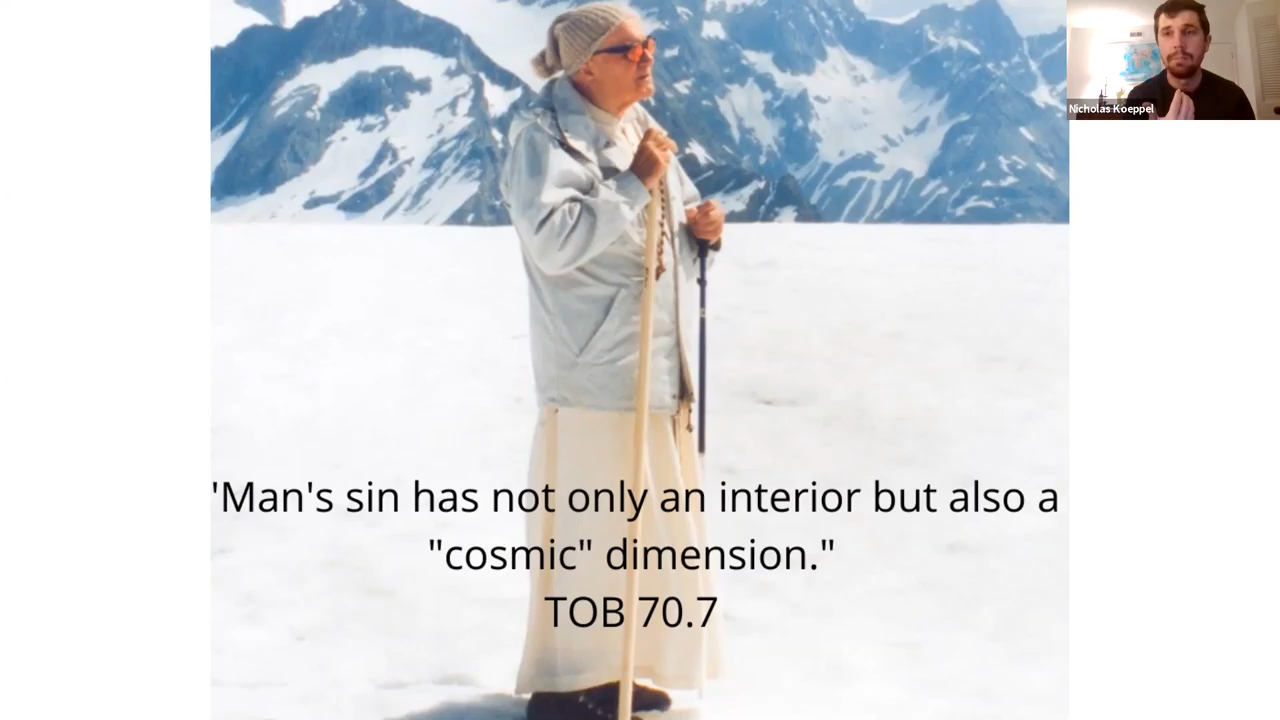 Nicholas Koeppel
'Man's sin has not only an interior but also a
"cosmic" dimension."
TOB 70.7